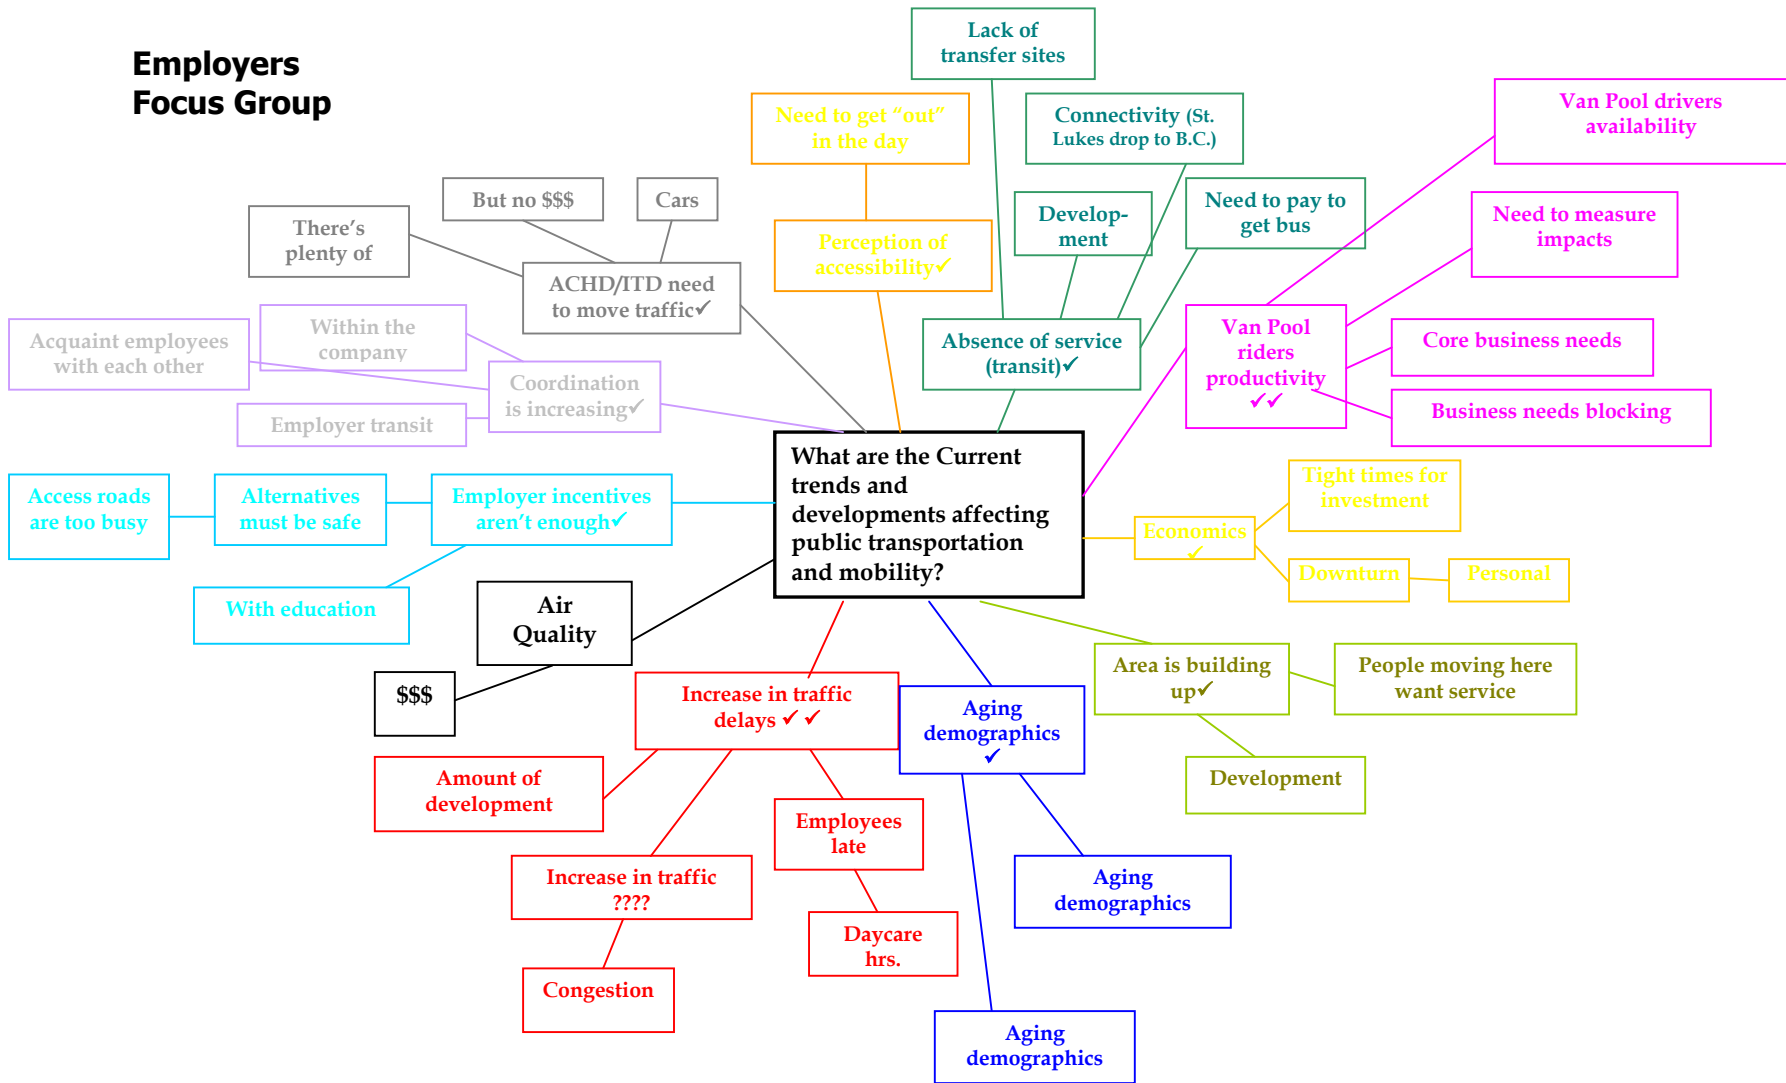 Employers
Focus Group
Lack of
transfer sites
Need to get “out”
in the day
Connectivity (St.
Lukes drop to B.C.)
Van Pool drivers
availability
But no $$$
Cars
There’s
plenty of
Develop-
ment
Need to pay to
get bus
Need to measure
impacts
Perception of
accessibility✓
ACHD/ITD need
to move traffic✓
Acquaint employees
with each other
Within the
company
Coordination
is increasing✓
Employer transit
Absence of service
(transit)✓
Van Pool
riders
productivity
✓✓
Core business needs
Business needs blocking
What are the Current
trends and
developments affecting
public transportation
and mobility?
Access roads
are too busy
Alternatives
must be safe
Employer incentives
aren’t enough✓
With education
Tight times for
investment
Economics
✓
Downturn
Personal
Air
Quality
$$$
Increase in traffic
delays ✓ ✓
Aging
demographics
✓
Area is building
up✓
People moving here
want service
Development
Amount of
development
Employees
late
Increase in traffic
????
Daycare
hrs.
Congestion
Aging
demographics
Aging
demographics